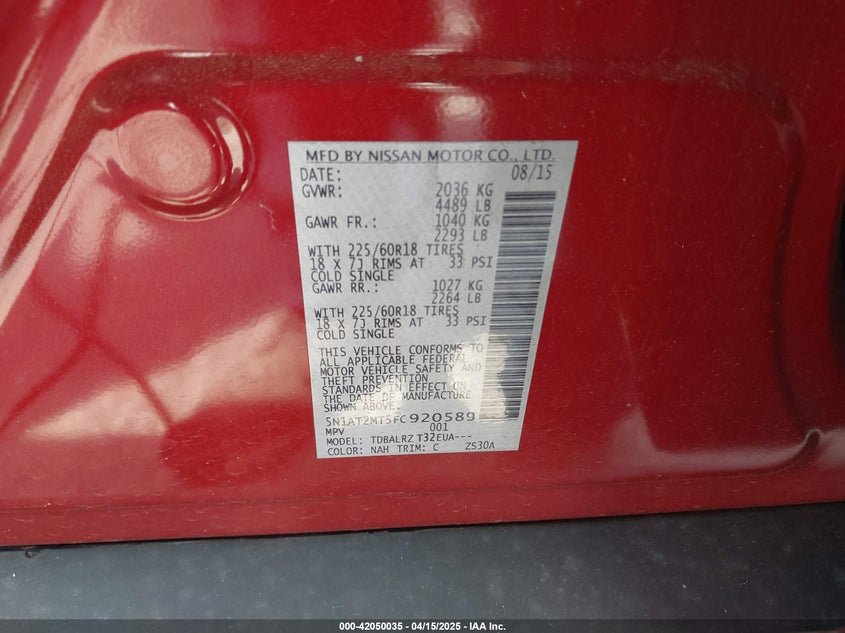 MFD BY NISSAN MOTOR CO., LTD.
DATE: 08/15
GVWR: 2036 KG
4489 LB
GAWR FR.: 1040 KG
2293 LB
WITH 225/60R18 TIRES
18 X 7J RIMS AT 33 PSI
COLD SINGLE
GAWR RR.: 1027 KG
2264 LB
WITH 225/60R18 TIRES
18 X 7J RIMS AT 33 PSI
COLD SINGLE
THIS VEHICLE CONFORMS TO
ALL APPLICABLE FEDERAL
MOTOR VEHICLE SAFETY AND
THEFT PREVENTION
STANDARDS IN EFFECT ON
THE DATE OF MANUFACTURE
SHOWN ABOVE.
5N1AT2MT5FC920589
MPV 001
MODEL: TDBALRZ T32EUA---
COLOR: NAH TRIM: C ZS30A
000-42050035 - 04/15/2025 - IAA Inc.